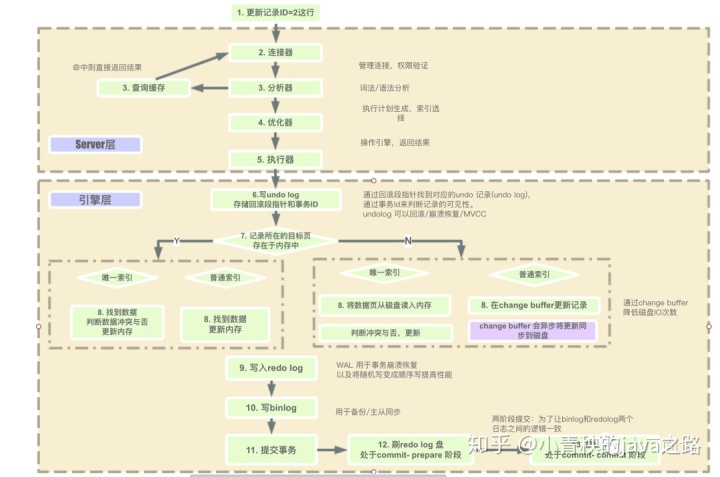 1. 更新记录ID=2这行
2. 连接器
管理连接，权限验证
命中则直接返回结果
3. 查询缓存
3. 分析器
词法/语法分析
4. 优化器
执行计划生成，索引选
择
Server层
5. 执行器
操作引擎，返回结果
引擎层
6.写undo log
存储回滚段指针和事务ID
通过回滚段指针找到对应的undo 记录(undo log),
通过事务Id来判断记录的可见性。
undolog 可以回滚/崩溃恢复/MVCC
Y
7. 记录所在的目标页
存在于内存中
N
唯一索引
普通索引
8. 找到数据
判断数据冲突与否
更新内存
8. 找到数据
更新内存
唯一索引
普通索引
8. 将数据页从磁盘读入内存
8. 在change buffer更新记录
判断冲突与否，更新
change buffer 会异步将更新同
步到磁盘
通过change buffer
降低磁盘IO次数
9. 写入redo log
WAL 用于事务崩溃恢复
以及将随机写变成顺序写提高性能
10. 写binlog
用于备份/主从同步
两阶段提交：为了让binlog和redolog两个
日志之间的逻辑一致
11. 提交事务
12. 刷redo log 盘
处于commit- prepare 阶段
处于commit- commit 阶段
知乎 @小青秧的java之路